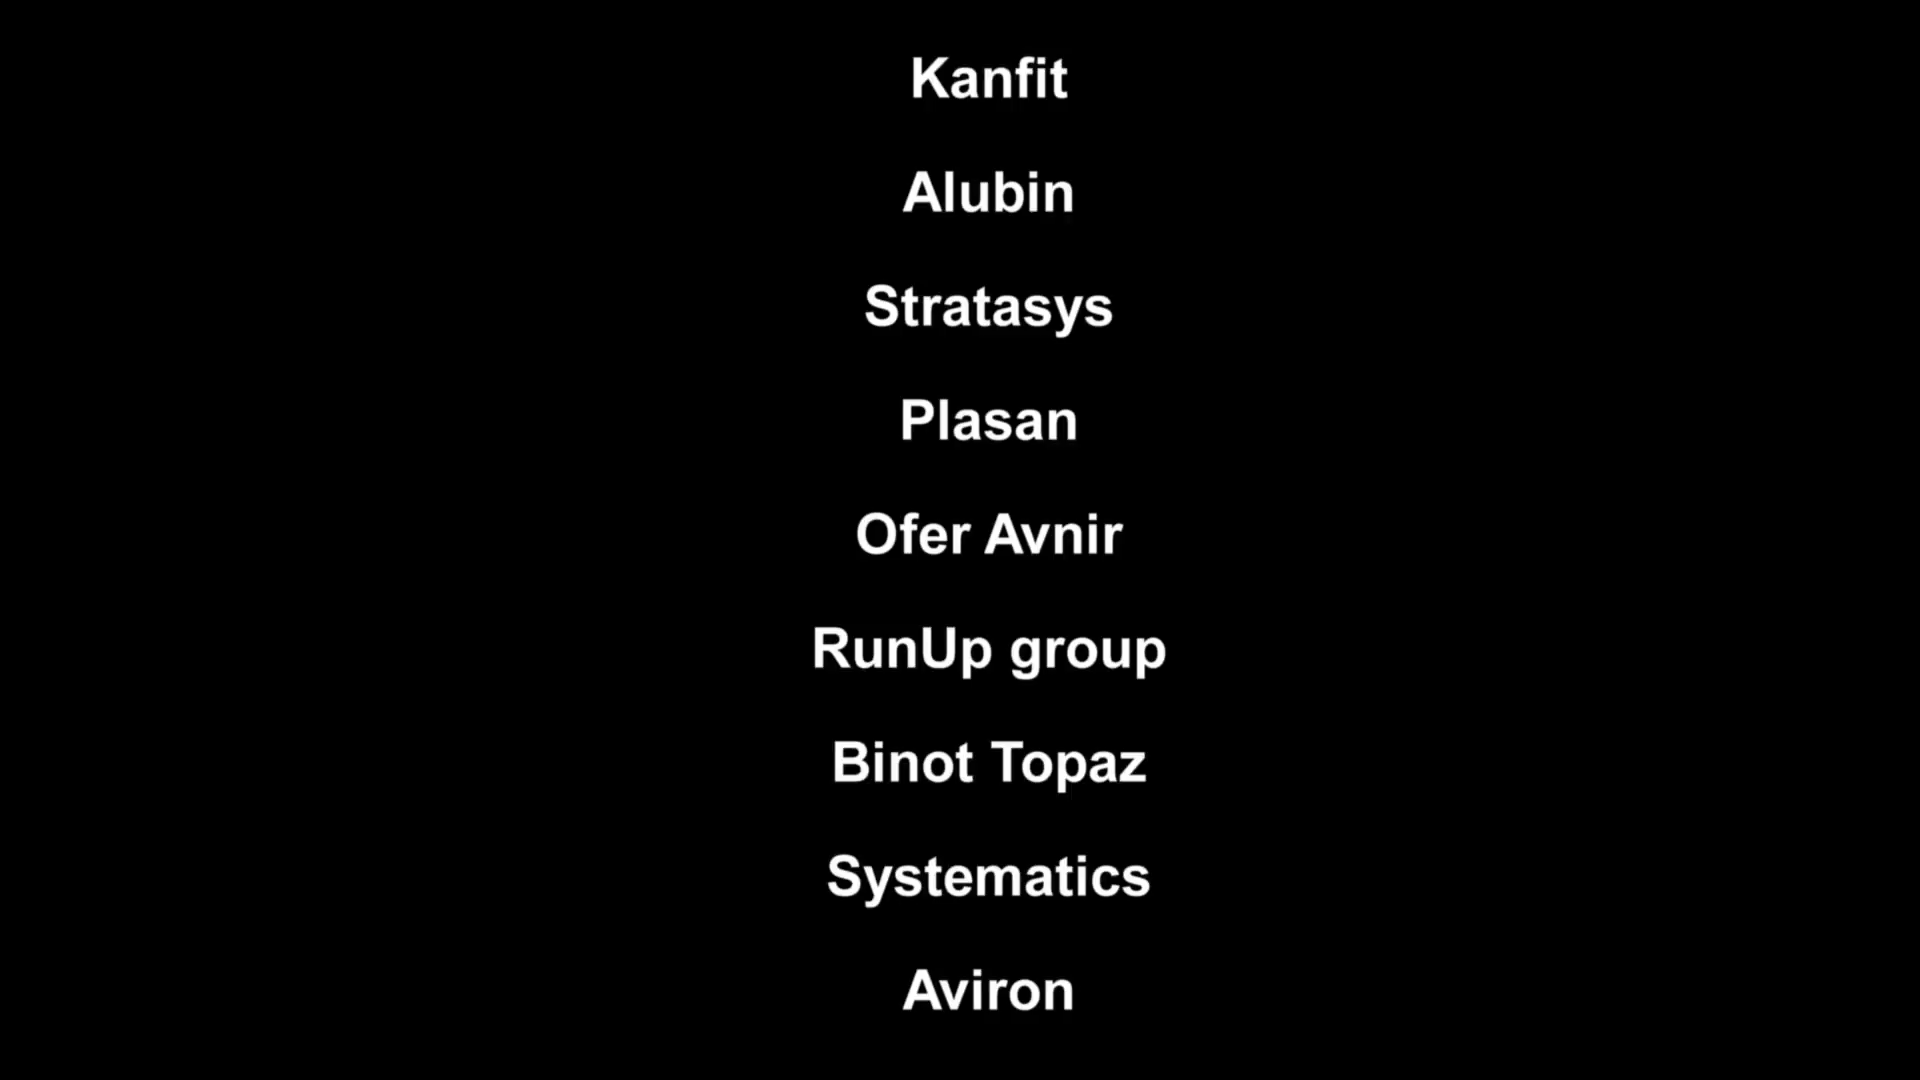 Kanfit
Alubin
Stratasys
Plasan
Ofer Avnir
RunUp group
Binot Topaz
Systematics
Aviron